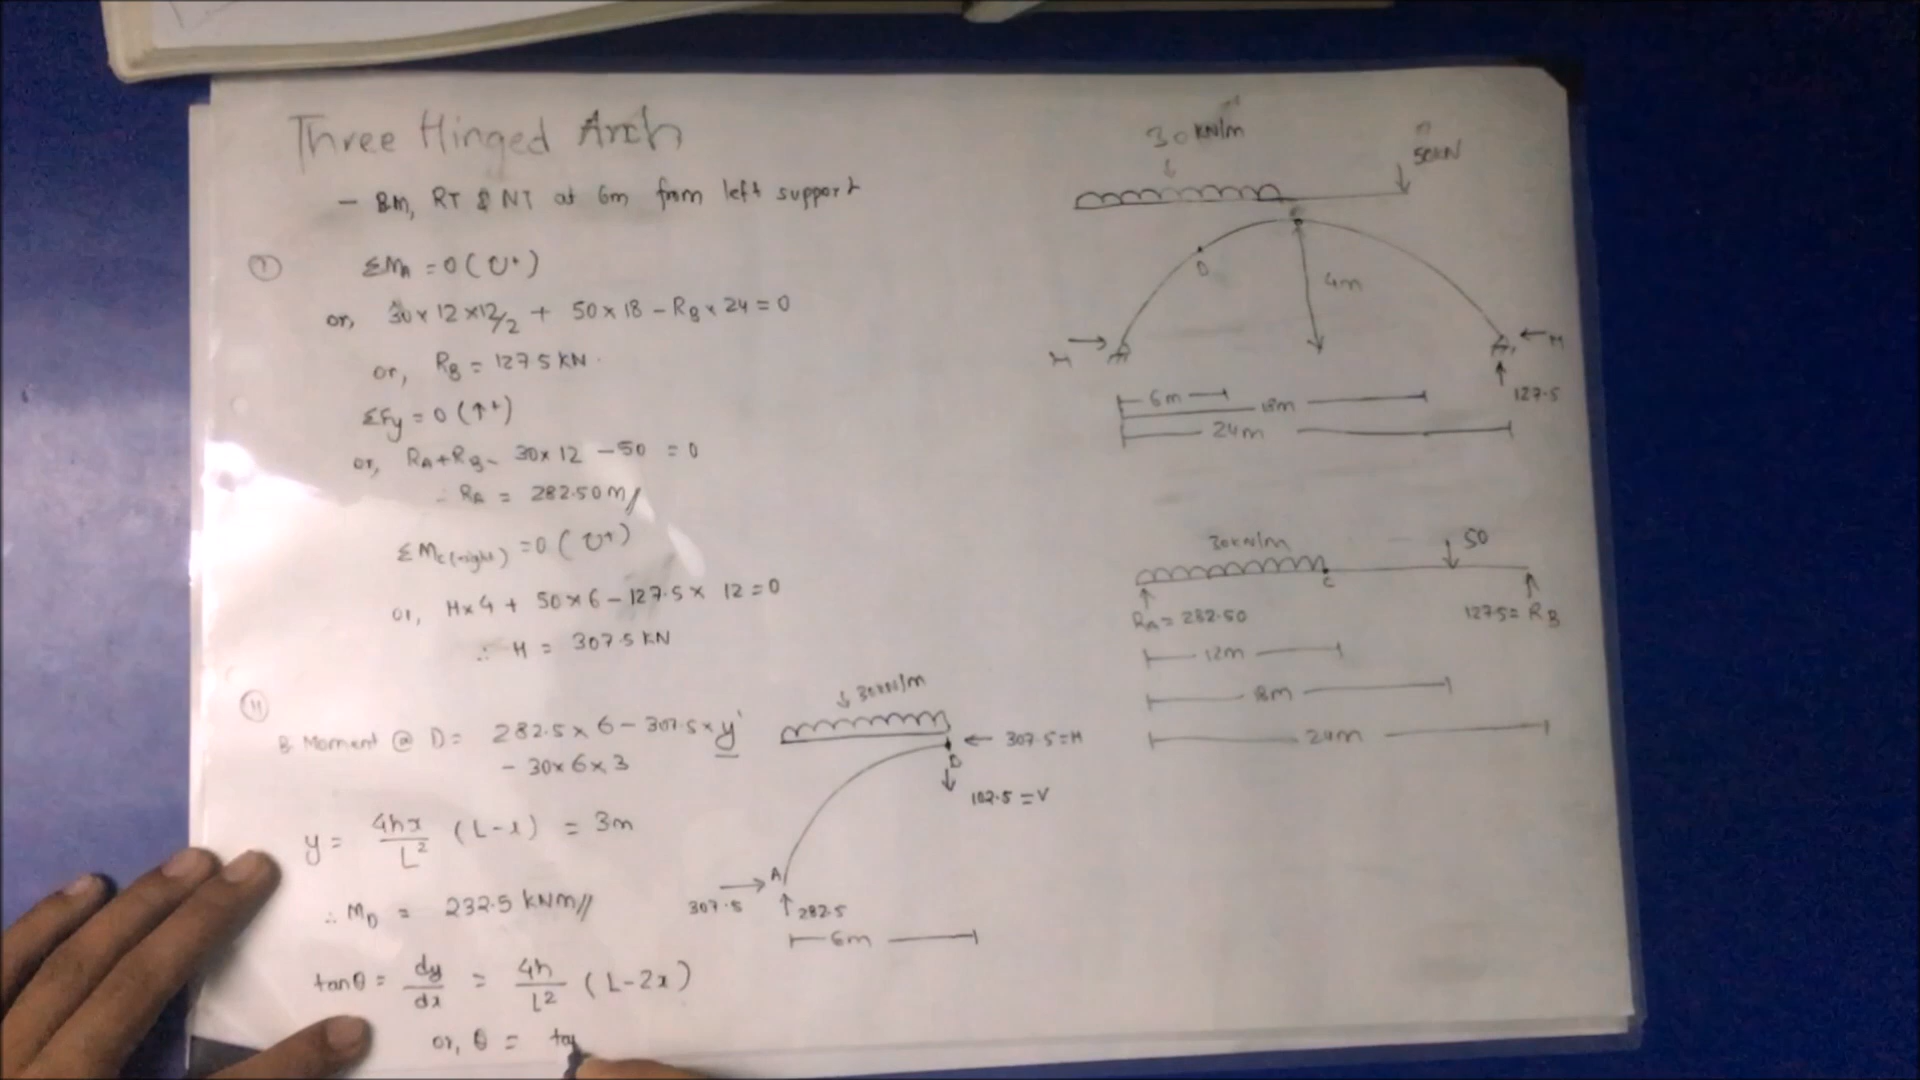 Three Hinged Arch
- BM, RT & NT at 6m from left support
I
ΣMA = 0 (↻+)
or, 30 x 12 x 12/2 + 50 x 18 - RB x 24 = 0
or, RB = 127.5 KN
ΣFy = 0 (↑+)
or, RA + RB - 30 x 12 - 50 = 0
∴ RA = 282.50 m//
ΣMc(right) = 0 (↻+)
or, H x 4 + 50 x 6 - 127.5 x 12 = 0
∴ H = 307.5 KN
II
B. Moment @ D = 282.5 x 6 - 307.5 x y
- 30 x 6 x 3
y = 4hx/L² (L-x) = 3m
∴ MD = 232.5 KNm//
tanθ = dy/dx = 4h/L² (L-2x)
or, θ = tan
30 KN/m
50KN
C
D
4m
H → A
B ← H
127.5
6m
18m
24m
30KN/m
50
C
RA = 282.50
127.5 = RB
12m
18m
24m
↓ 30KN/m
D
← 307.5 = H
102.5 = V
A
307.5
↑ 282.5
6m